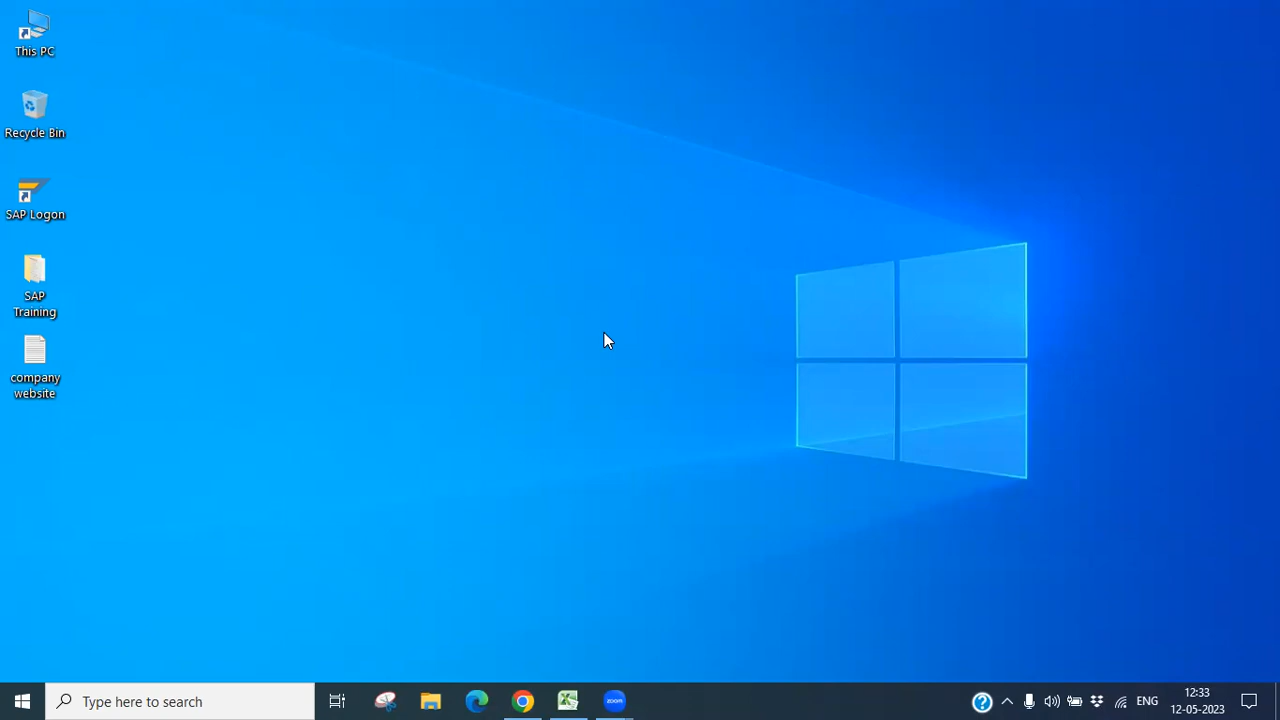 This PC
Recycle Bin
SAP Logon
SAP
Training
company
website
Type here to search
zoom
ENG
12:33
12-05-2023